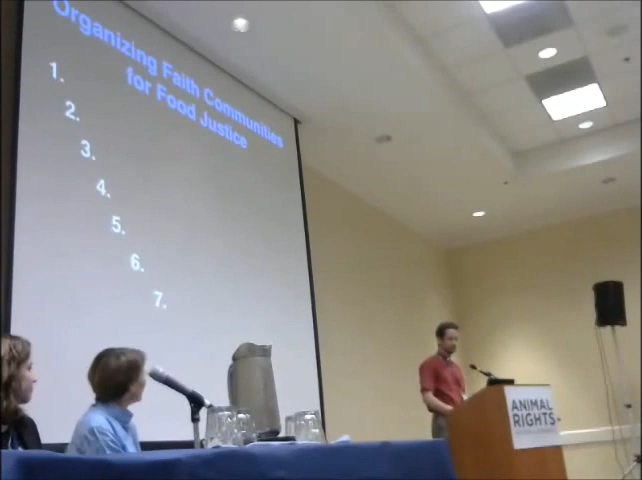 Organizing Faith Communities
for Food Justice
1.
2.
3.
4.
5.
6.
7.
ANIMAL
RIGHTS